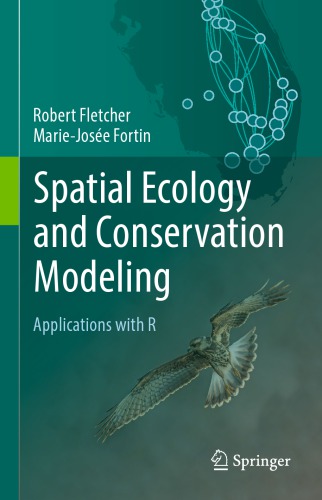 Robert Fletcher
Marie-Josée Fortin
Spatial Ecology
and Conservation
Modeling
Applications with R
Springer